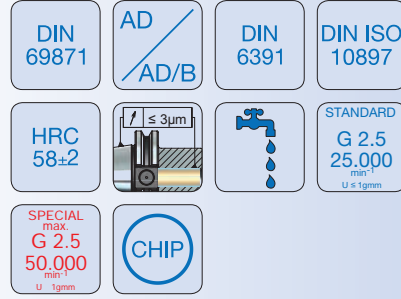 DIN
69871
AD
AD/B
DIN
6391
DIN ISO
10897
HRC
58±2
≤ 3µm
STANDARD
G 2.5
25.000
min⁻¹
U ≤ 1gmm
SPECIAL
max.
G 2.5
50.000
min⁻¹
U 1gmm
CHIP